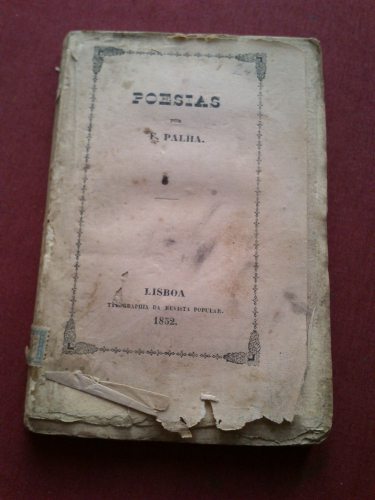 POESIAS
POR
F. PALHA.
LISBOA
TYPOGRAPHIA DA REVISTA POPULAR.
1852.